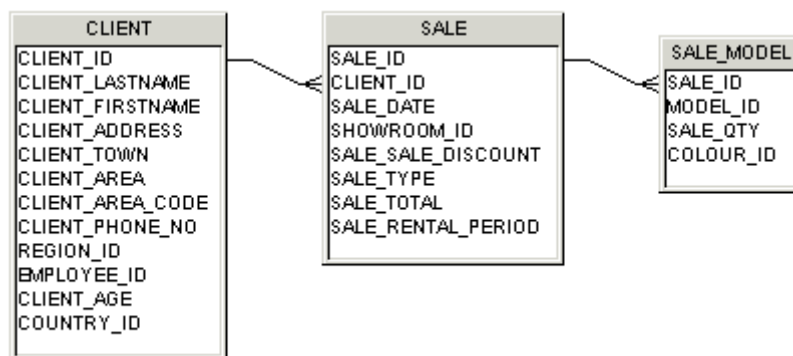 CLIENT
CLIENT_ID
CLIENT_LASTNAME
CLIENT_FIRSTNAME
CLIENT_ADDRESS
CLIENT_TOWN
CLIENT_AREA
CLIENT_AREA_CODE
CLIENT_PHONE_NO
REGION_ID
EMPLOYEE_ID
CLIENT_AGE
COUNTRY_ID
SALE
SALE_ID
CLIENT_ID
SALE_DATE
SHOWROOM_ID
SALE_SALE_DISCOUNT
SALE_TYPE
SALE_TOTAL
SALE_RENTAL_PERIOD
SALE_MODEL
SALE_ID
MODEL_ID
SALE_QTY
COLOUR_ID